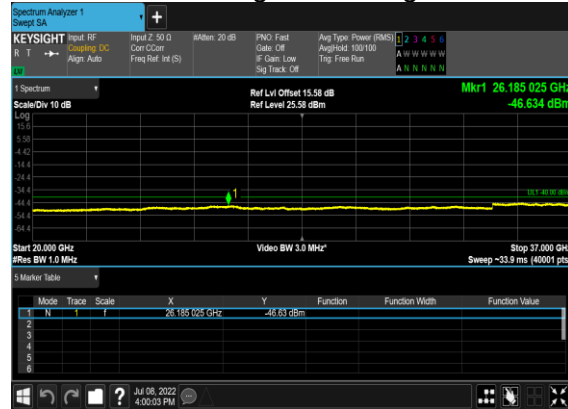 Spectrum Analyzer 1
Swept SA
KEYSIGHT Input: RF Input Z: 50 Ω #Atten: 20 dB PNO: Fast Avg Type: Power (RMS) 1 2 3 4 5 6
R T Coupling: DC Corr CCorr Gate: Off Avg|Hold: 100/100 A W W W W W
Align: Auto Freq Ref: Int (S) IF Gain: Low Trig: Free Run
LXI Sig Track: Off A N N N N N
1 Spectrum Ref Lvl Offset 15.58 dB Mkr1 26.185 025 GHz
Scale/Div 10 dB Ref Level 25.58 dBm -46.634 dBm
Log
15.6
5.58
-4.42
-14.4
-24.4
-34.4
1
DL1 -40.00 dBm
-44.4
-54.4
-64.4
Start 20.000 GHz Video BW 3.0 MHz* Stop 37.000 GHz
#Res BW 1.0 MHz Sweep ~33.9 ms (40001 pts)
5 Marker Table
Mode Trace Scale X Y Function Function Width Function Value
1 N 1 f 26.185 025 GHz -46.63 dBm
2
3
4
5
6
? Jul 08, 2022
4:00:03 PM